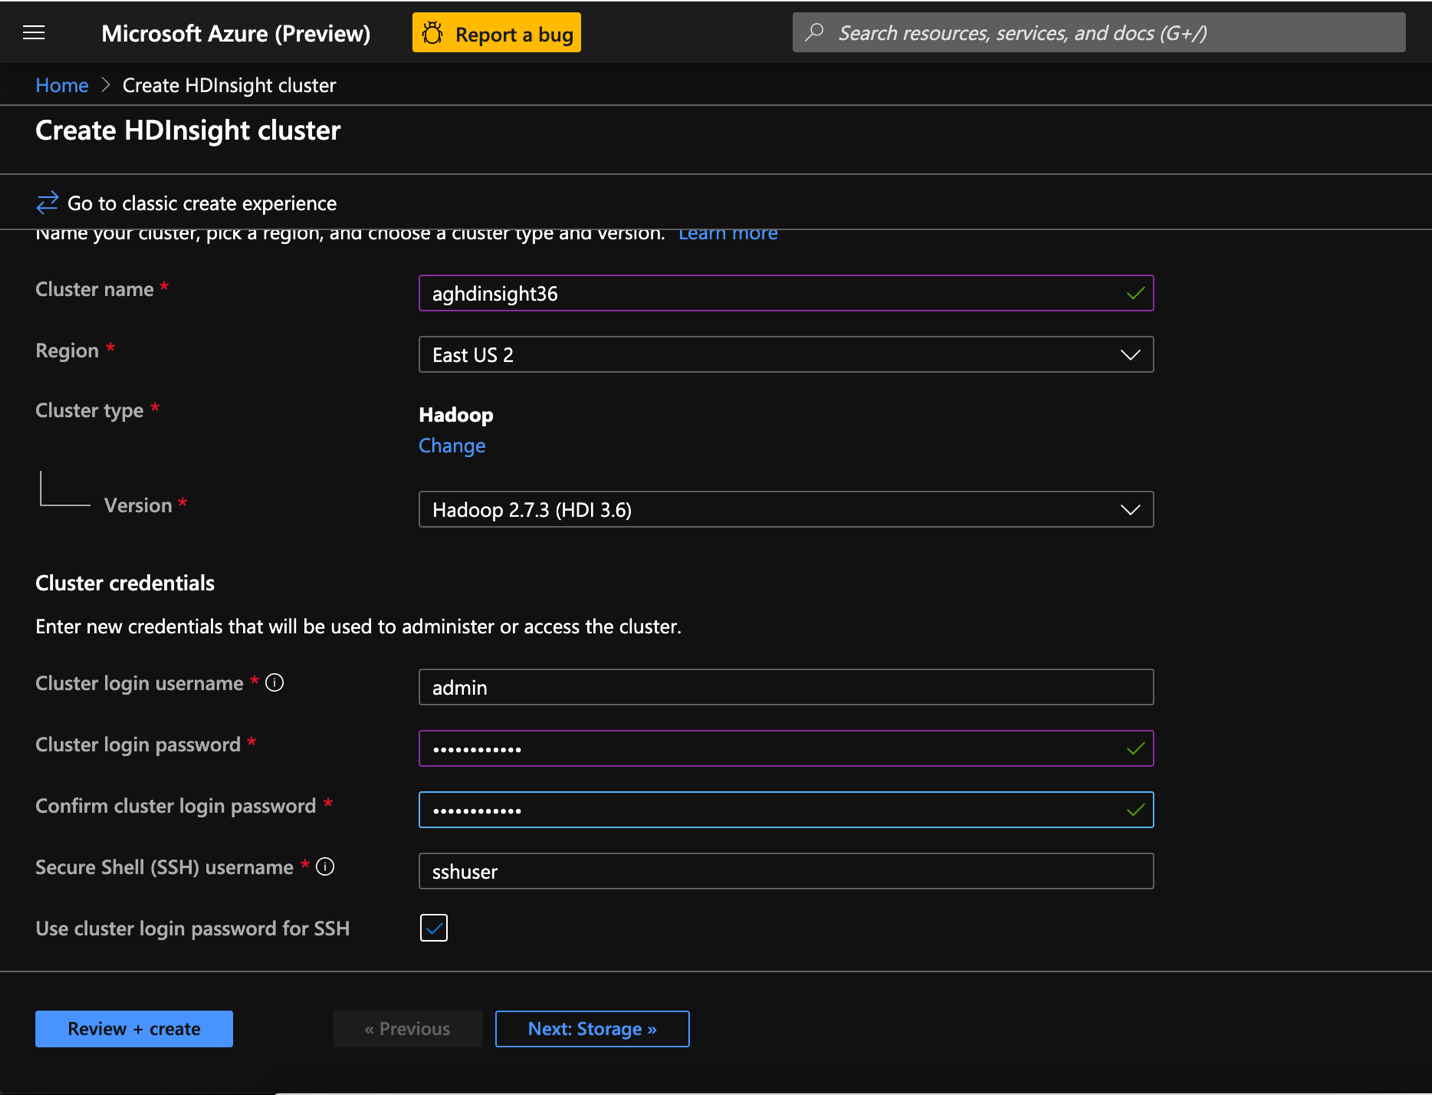 Microsoft Azure (Preview)
Report a bug
Search resources, services, and docs (G+/)
Home > Create HDInsight cluster
Create HDInsight cluster
Go to classic create experience
Name your cluster, pick a region, and choose a cluster type and version. Learn more
Cluster name *
aghdinsight36
Region *
East US 2
Cluster type *
Hadoop
Change
Version *
Hadoop 2.7.3 (HDI 3.6)
Cluster credentials
Enter new credentials that will be used to administer or access the cluster.
Cluster login username *
admin
Cluster login password *
••••••••••••
Confirm cluster login password *
••••••••••••
Secure Shell (SSH) username *
sshuser
Use cluster login password for SSH
Review + create
« Previous
Next: Storage »